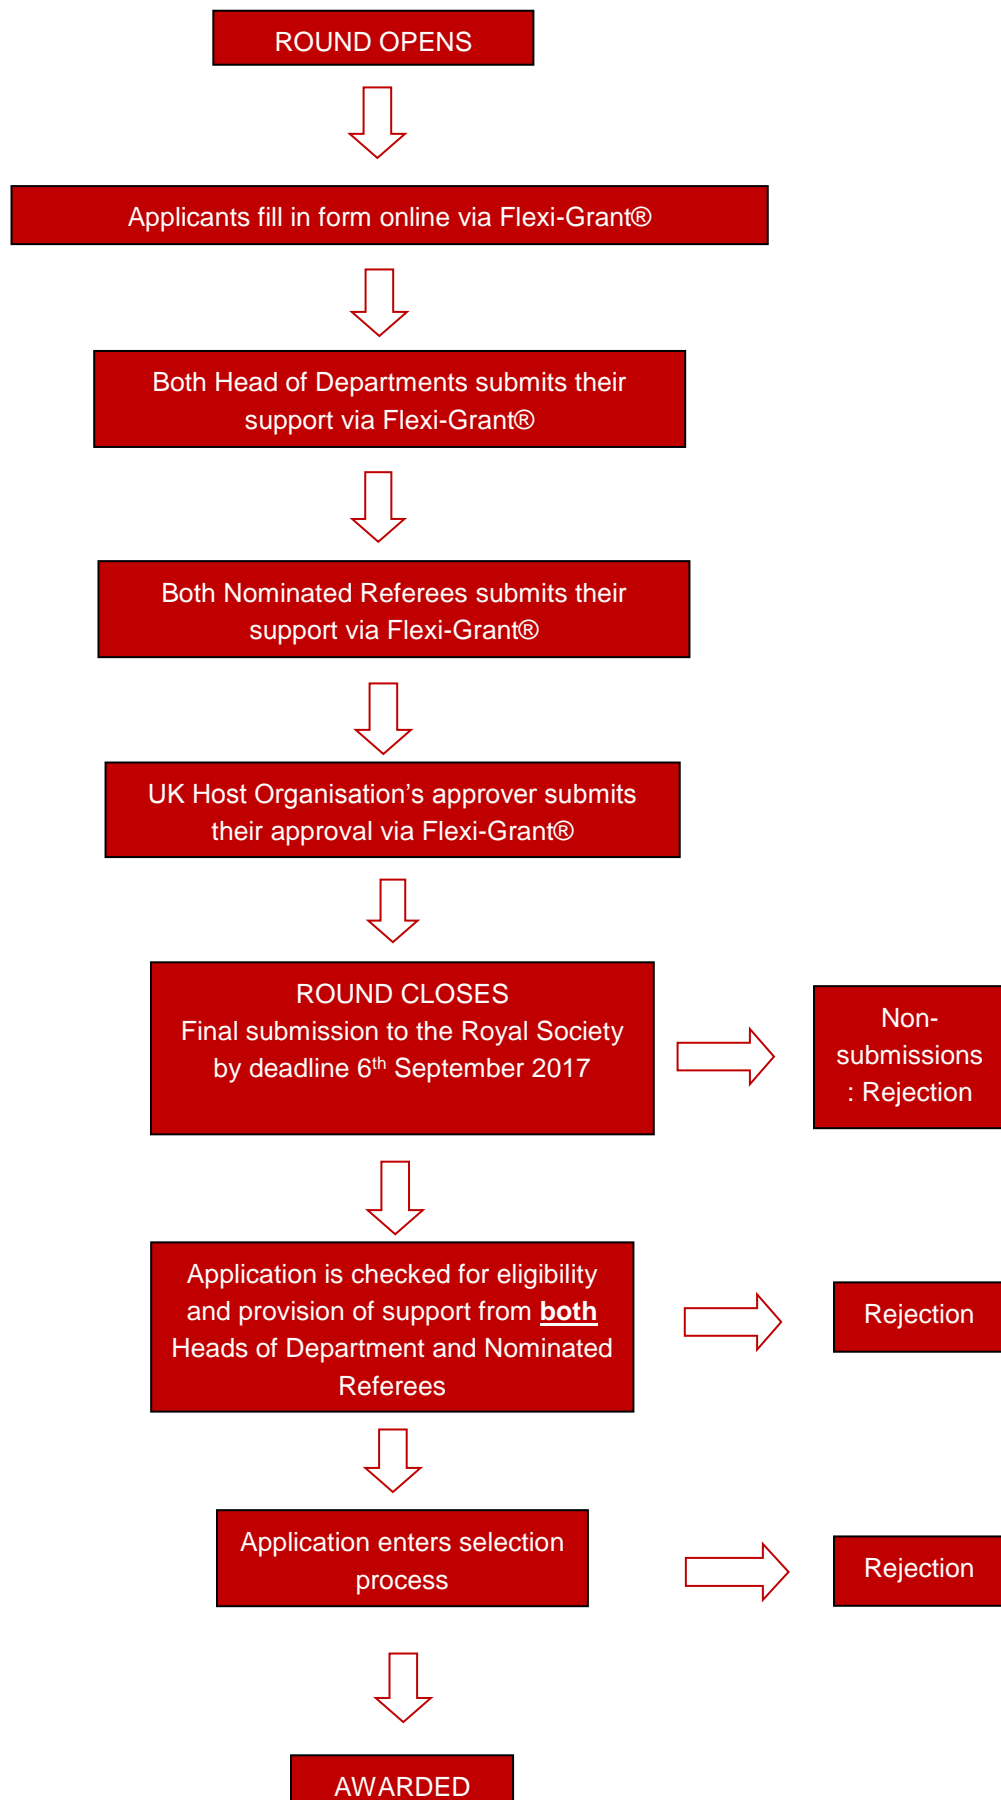 ROUND OPENS
Applicants fill in form online via Flexi-Grant®
Both Head of Departments submits their
support via Flexi-Grant®
Both Nominated Referees submits their
support via Flexi-Grant®
UK Host Organisation’s approver submits
their approval via Flexi-Grant®
ROUND CLOSES
Final submission to the Royal Society
by deadline 6th September 2017
Non-
submissions
: Rejection
Application is checked for eligibility
and provision of support from both
Heads of Department and Nominated
Referees
Rejection
Application enters selection
process
Rejection
AWARDED